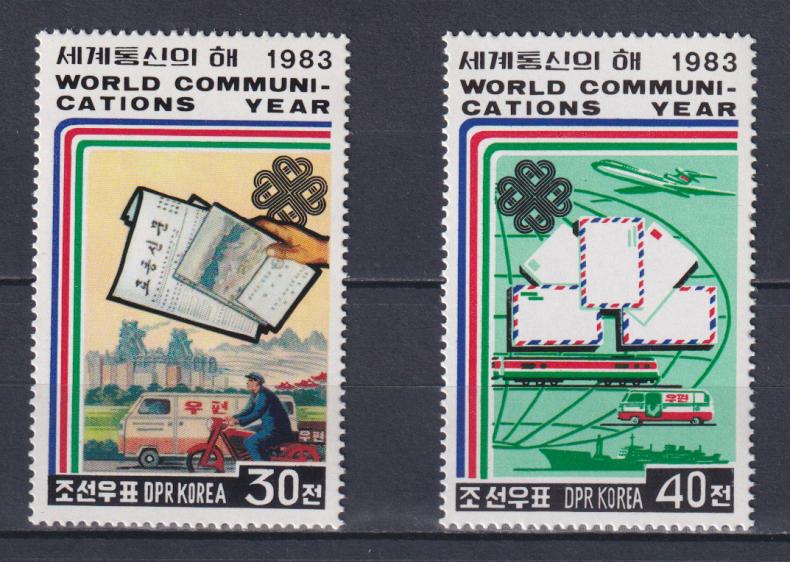 세계통신의 해 1983
WORLD COMMUNI-
CATIONS YEAR
로동신문
우편
우편
조선우표 DPR KOREA 30전
세계통신의 해 1983
WORLD COMMUNI-
CATIONS YEAR
우편
조선우표 DPR KOREA 40전